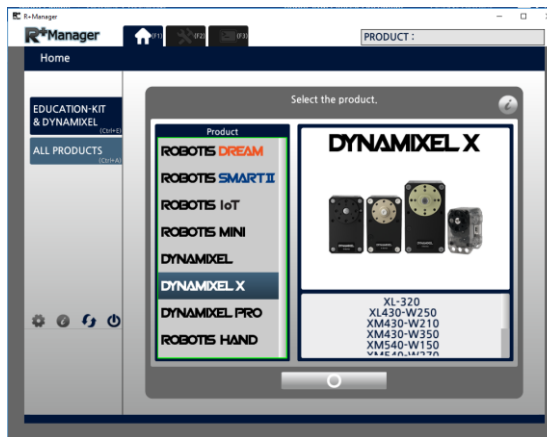 R+Manager
R+Manager
(F1)
(F2)
(F3)
PRODUCT :
Home
EDUCATION-KIT
& DYNAMIXEL
(Ctrl+E)
ALL PRODUCTS
(Ctrl+A)
Select the product.
Product
ROBOTIS DREAM
ROBOTIS SMART II
ROBOTIS IoT
ROBOTIS MINI
DYNAMIXEL
DYNAMIXEL X
DYNAMIXEL PRO
ROBOTIS HAND
DYNAMIXEL X
XL-320
XL430-W250
XM430-W210
XM430-W350
XM540-W150
XM540-W270